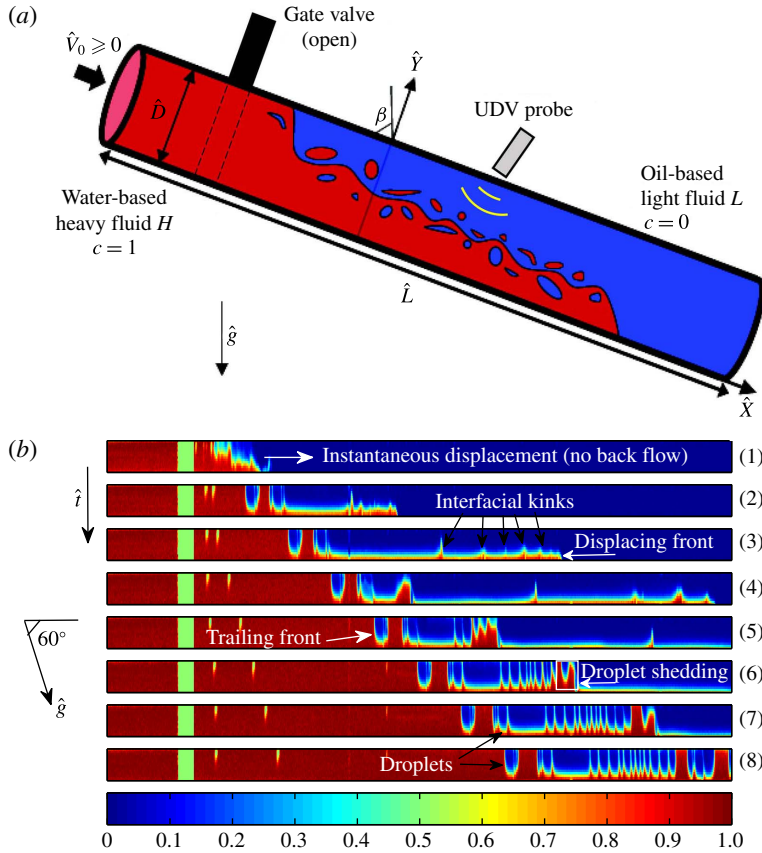 (a)
V̂₀ ⩾ 0
Gate valve
(open)
Ŷ
β
UDV probe
D̂
Oil-based
light fluid L
c = 0
Water-based
heavy fluid H
c = 1
L̂
ĝ
X̂
(b)
Instantaneous displacement (no back flow)
(1)
t̂
Interfacial kinks
(2)
Displacing front
(3)
(4)
60°
Trailing front
(5)
ĝ
Droplet shedding
(6)
(7)
Droplets
(8)
0 0.1 0.2 0.3 0.4 0.5 0.6 0.7 0.8 0.9 1.0